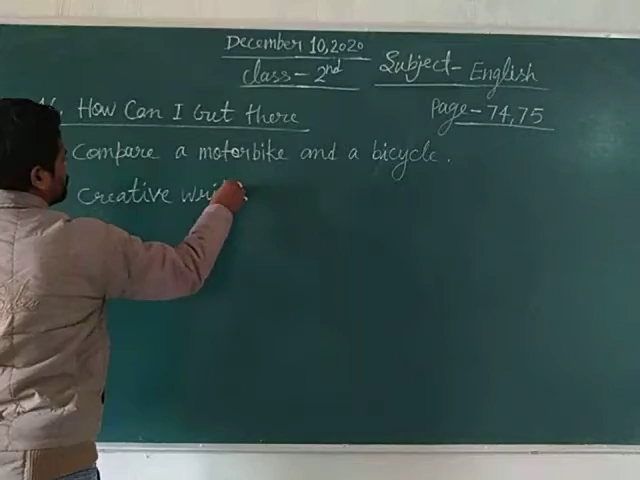 December 10,2020
Class - 2nd
Subject - English
How Can I Gut there
Page - 74,75
Compare a motorbike and a bicycle.
Creative wri